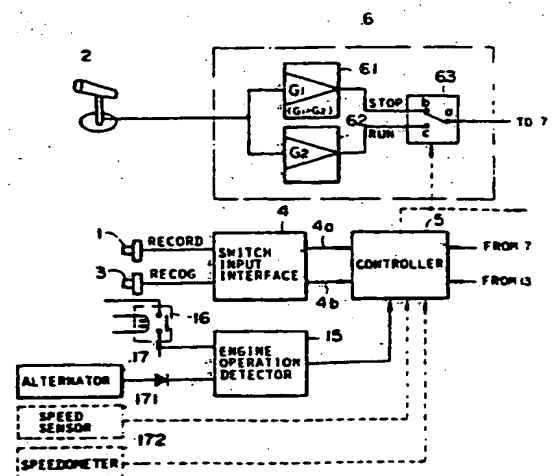 6
2
61
63
G1
(G1>G2)
STOP
b
a
TO 7
62
RUN
c
G2
4
5
1
RECORD
4a
FROM 7
SWITCH
INPUT
INTERFACE
CONTROLLER
3
RECOG
4b
FROM 13
16
15
17
ENGINE
OPERATION
DETECTOR
ALTERNATOR
171
SPEED
SENSOR
172
SPEEDOMETER